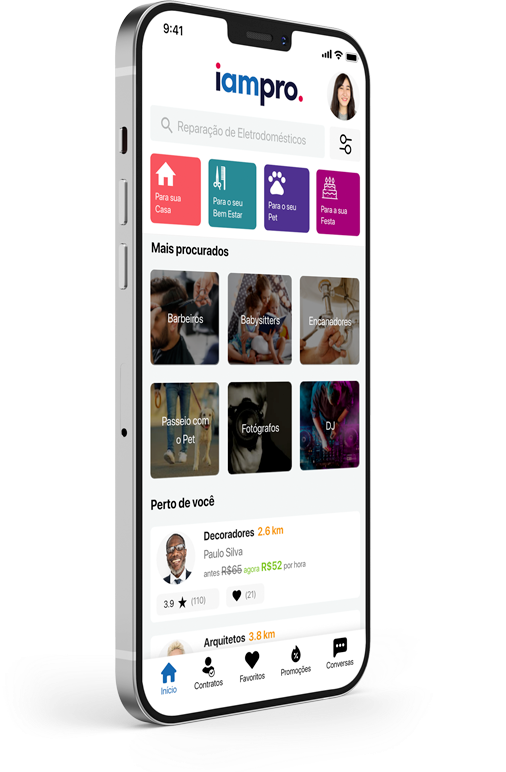 9:41
iampro.
Reparação de Eletrodomésticos
Para sua
Casa
Para o seu
Bem Estar
Para o seu
Pet
Para a sua
Festa
Mais procurados
Barbeiros
Babysitters
Encanadores
Passeio com
o Pet
Fotógrafos
DJ
Perto de você
Decoradores 2.6 km
Paulo Silva
antes R$65 agora R$52 por hora
3.9 ★ (110) ♥ (21)
Arquitetos 3.8 km
Início
Contratos
Favoritos
Promoções
Conversas